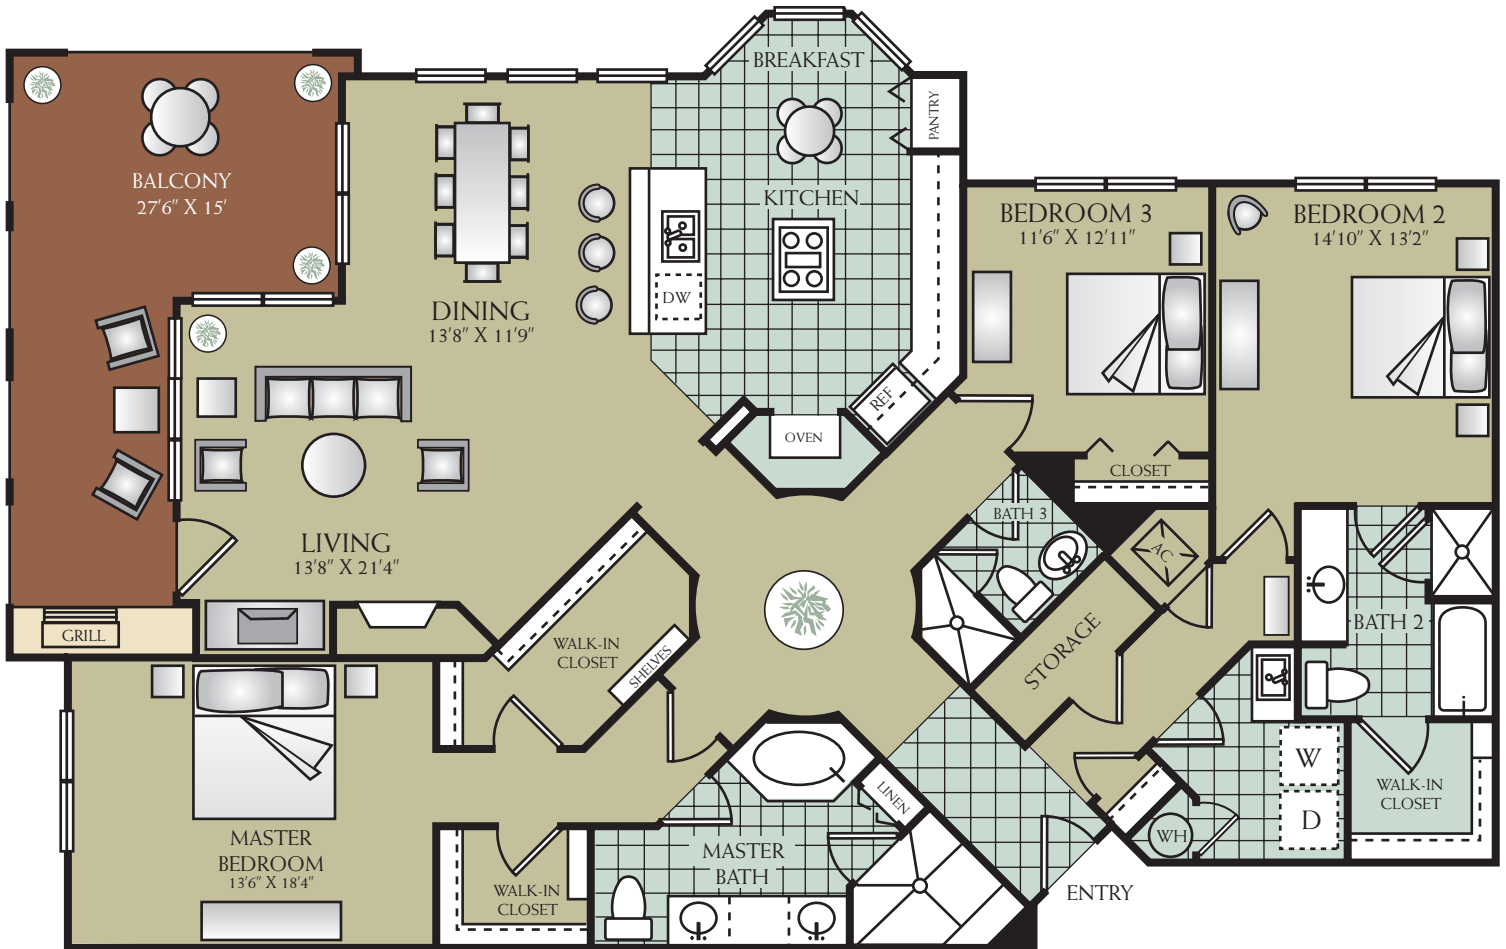 BREAKFAST
PANTRY
BALCONY
27'6" X 15'
KITCHEN
BEDROOM 3
11'6" X 12'11"
BEDROOM 2
14'10" X 13'2"
DW
DINING
13'8" X 11'9"
REF
OVEN
CLOSET
BATH 3
AC
LIVING
13'8" X 21'4"
GRILL
WALK-IN
CLOSET
SHELVES
STORAGE
BATH 2
W
D
WALK-IN
CLOSET
LINEN
WH
MASTER
BEDROOM
13'6" X 18'4"
MASTER
BATH
WALK-IN
CLOSET
ENTRY